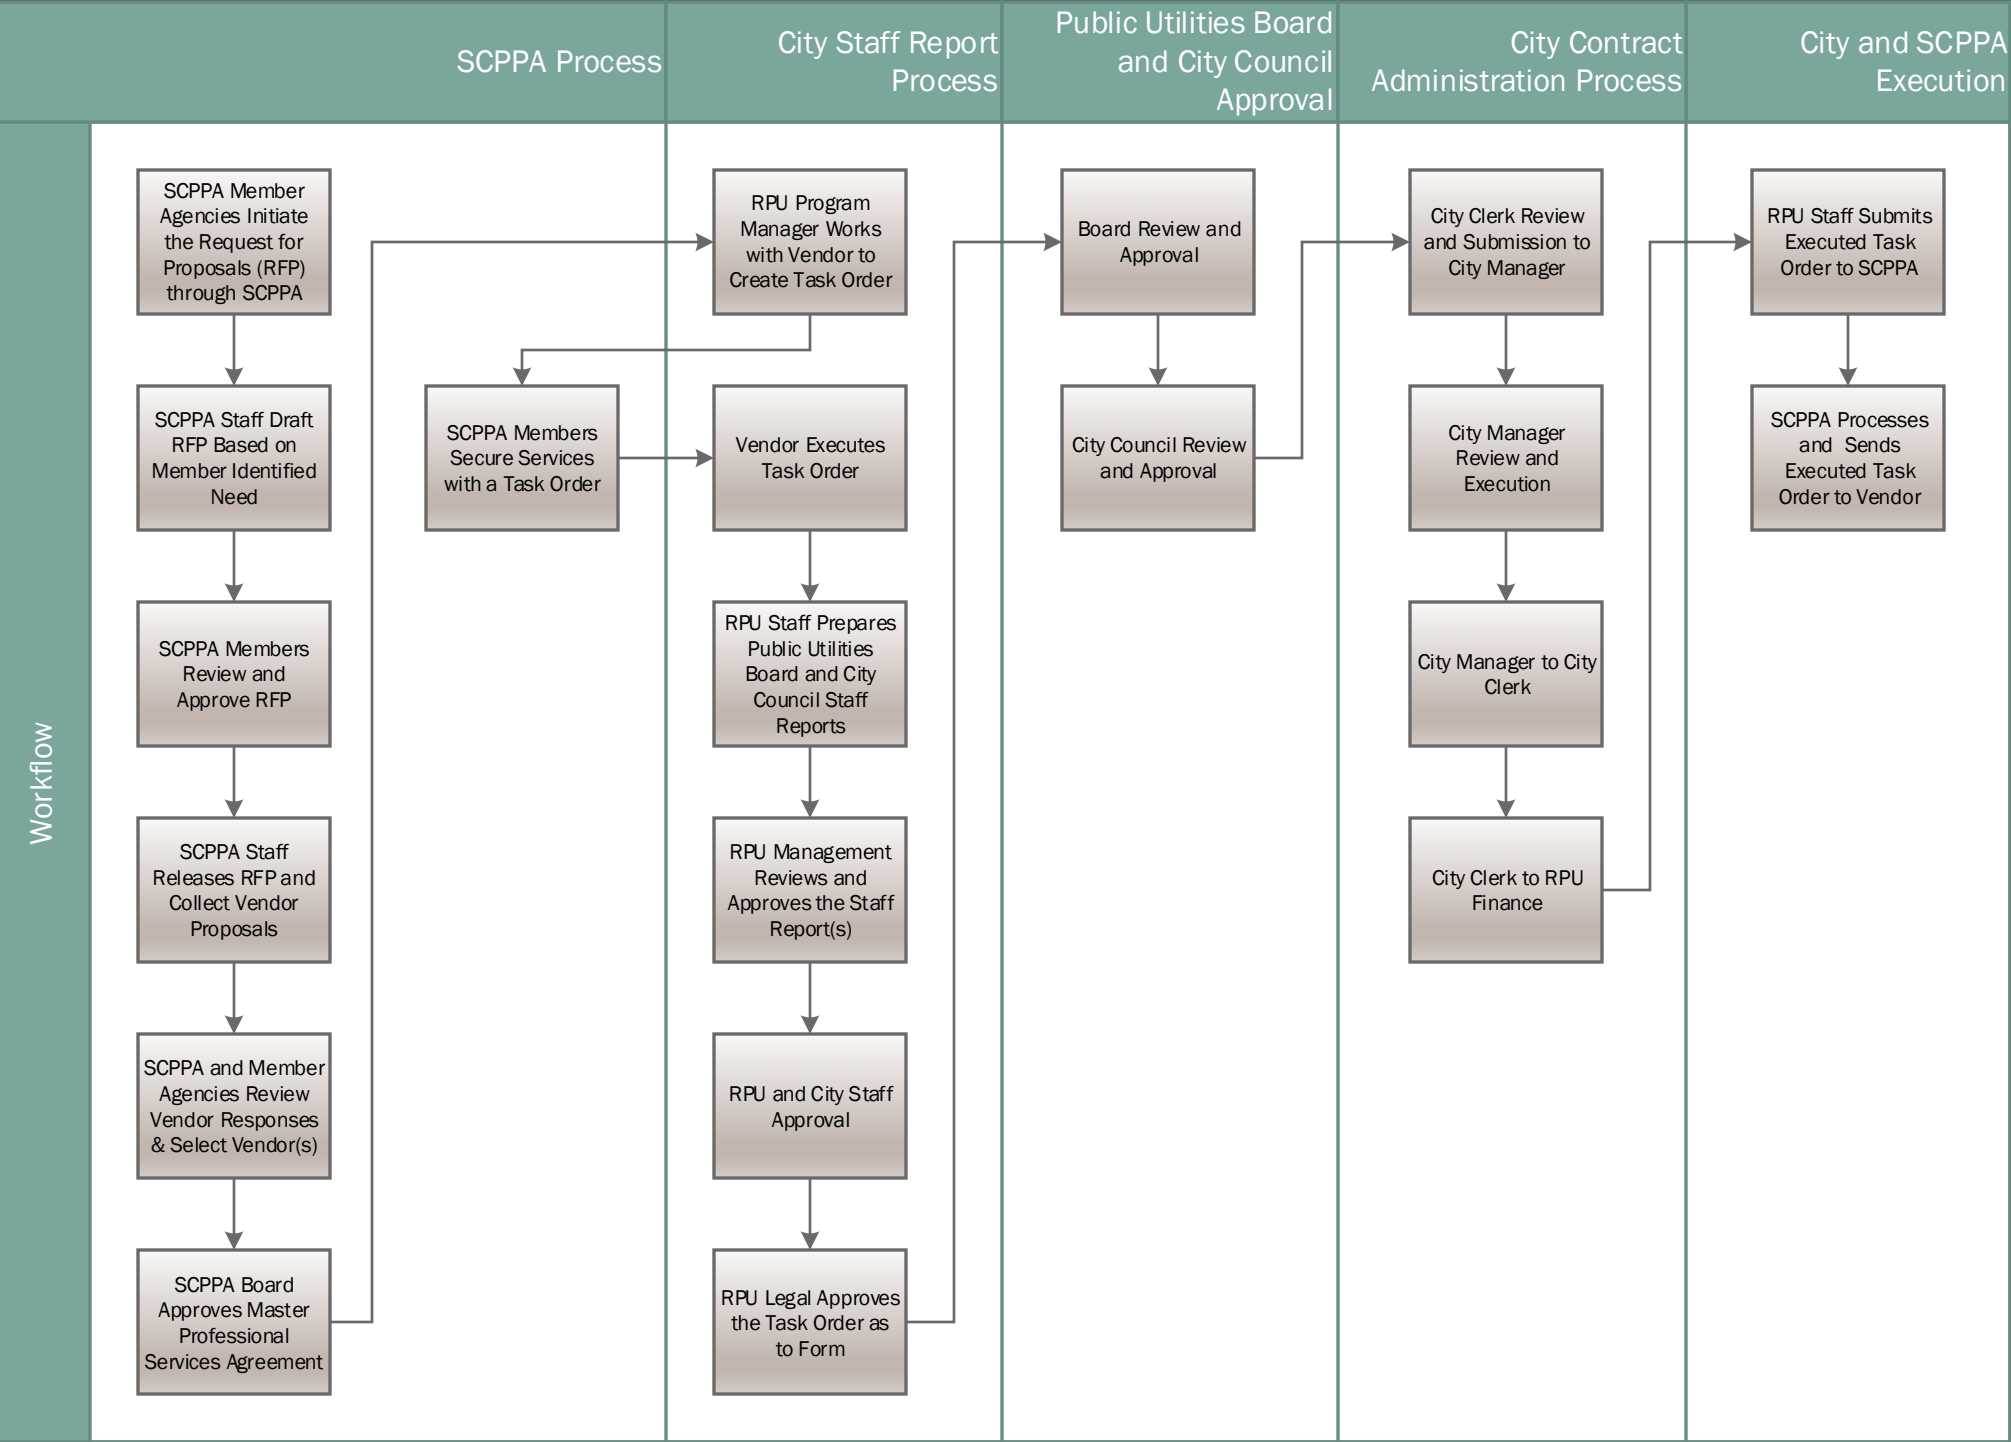 SCPPA Process
City Staff Report
Process
Public Utilities Board
and City Council
Approval
City Contract
Administration Process
City and SCPPA
Execution
Workflow
SCPPA Member
Agencies Initiate
the Request for
Proposals (RFP)
through SCPPA
SCPPA Staff Draft
RFP Based on
Member Identified
Need
SCPPA Members
Review and
Approve RFP
SCPPA Staff
Releases RFP and
Collect Vendor
Proposals
SCPPA and Member
Agencies Review
Vendor Responses
& Select Vendor(s)
SCPPA Board
Approves Master
Professional
Services Agreement
RPU Program
Manager Works
with Vendor to
Create Task Order
SCPPA Members
Secure Services
with a Task Order
Vendor Executes
Task Order
RPU Staff Prepares
Public Utilities
Board and City
Council Staff
Reports
RPU Management
Reviews and
Approves the Staff
Report(s)
RPU and City Staff
Approval
RPU Legal Approves
the Task Order as
to Form
Board Review and
Approval
City Council Review
and Approval
City Clerk Review
and Submission to
City Manager
City Manager
Review and
Execution
City Manager to City
Clerk
City Clerk to RPU
Finance
RPU Staff Submits
Executed Task
Order to SCPPA
SCPPA Processes
and Sends
Executed Task
Order to Vendor